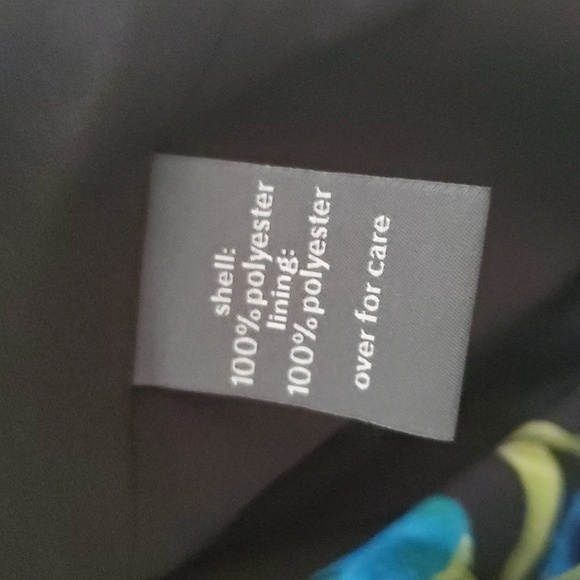 shell:
100% polyester
lining:
100% polyester
over for care